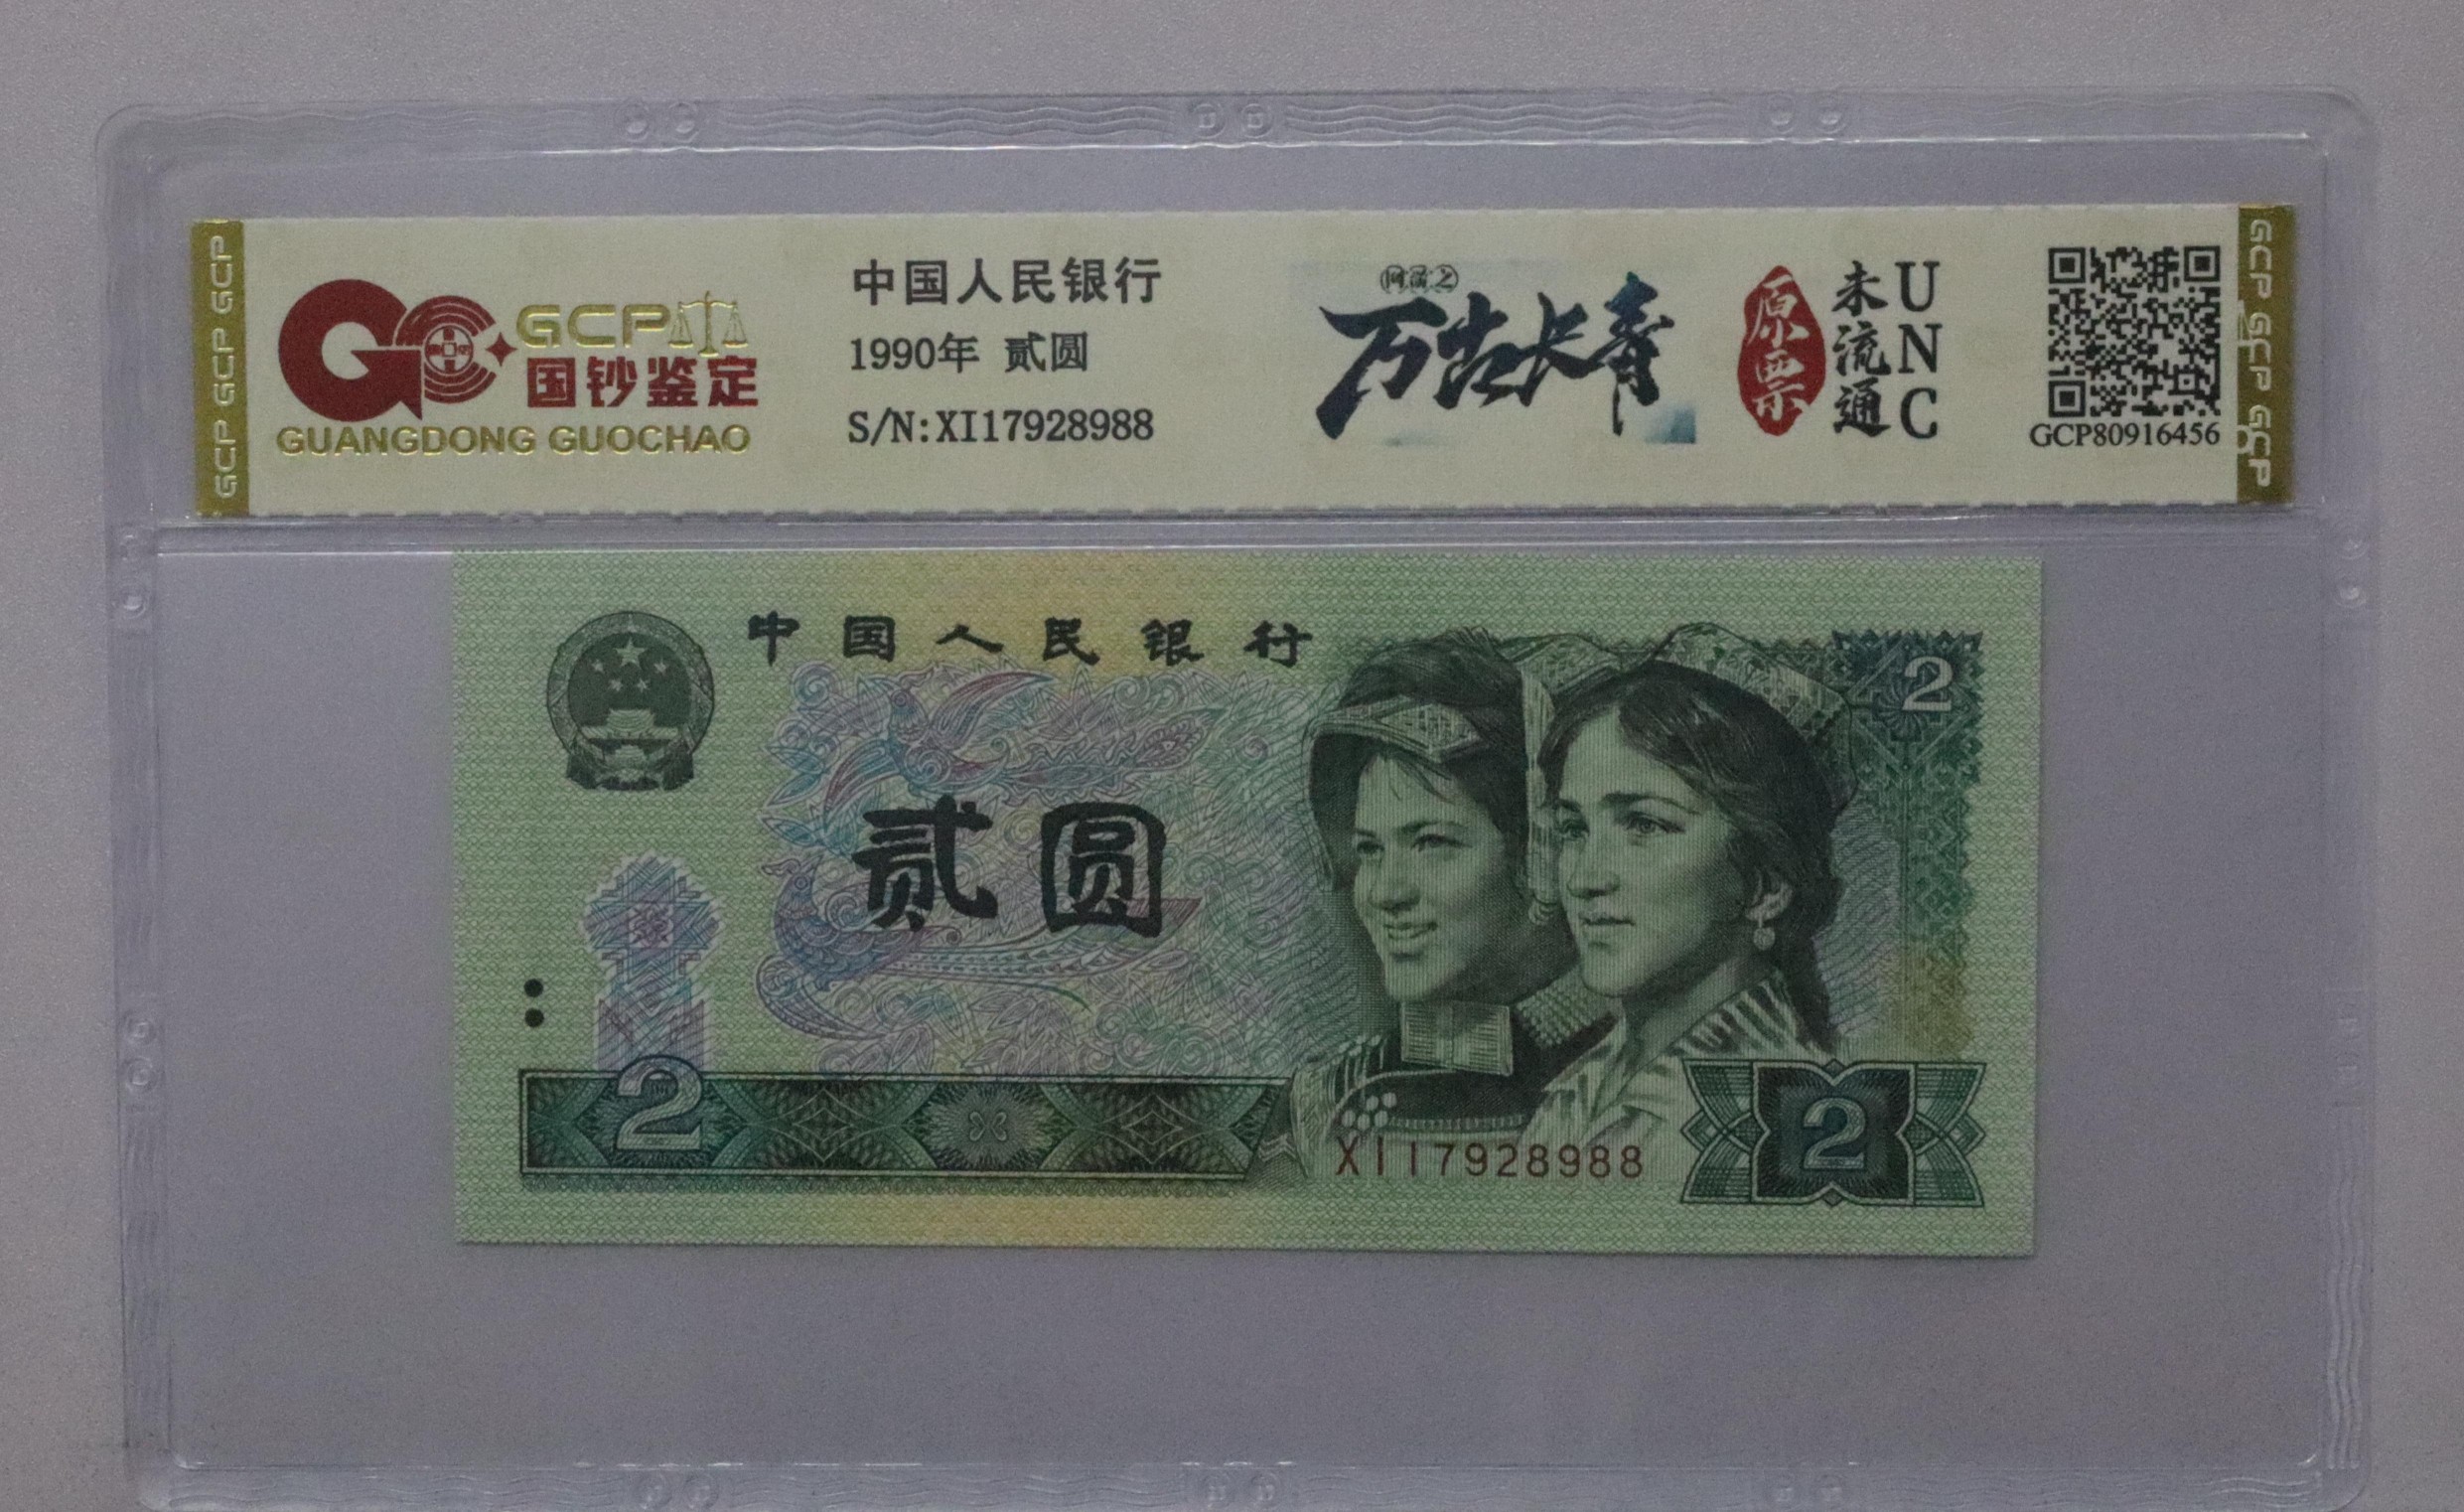 GCP GCP GCP
GCP
国钞鉴定
GUANGDONG GUOCHAO
中国人民银行
1990年 贰圆
S/N:XI17928988
万古长青
原票
未流通
UNC
GCP80916456
GCP GCP GCP
中国人民银行
2
贰圆
2
XI17928988
2